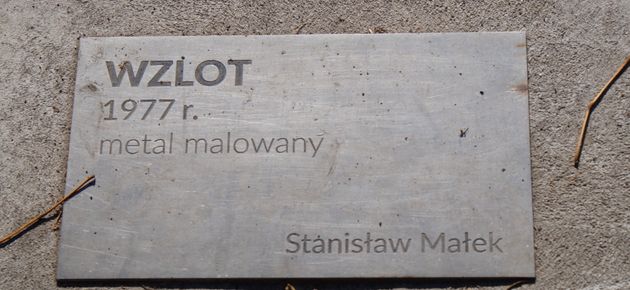 WZLOT
1977 r.
metal malowany
Stanisław Małek